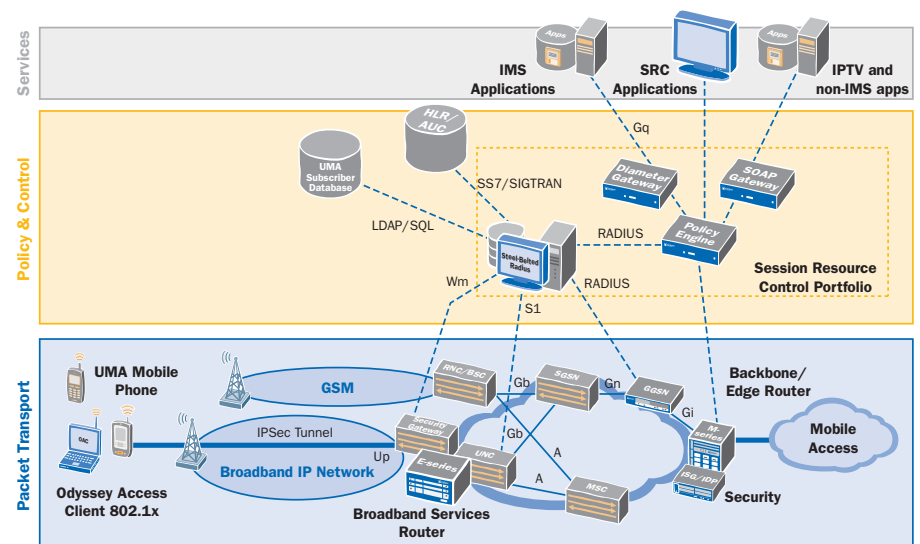 Services
Apps
Apps
IMS
Applications
SRC
Applications
IPTV and
non-IMS apps
Policy & Control
HLR/
AUC
UMA
Subscriber
Database
Gq
Diameter
Gateway
SOAP
Gateway
SS7/SIGTRAN
LDAP/SQL
RADIUS
Policy
Engine
Steel-Belted
Radius
Wm
RADIUS
S1
Session Resource
Control Portfolio
Packet Transport
UMA Mobile
Phone
GSM
RNC/BSC
Gb
SGSN
Gn
GGSN
Backbone/
Edge Router
Gi
M-
series
Mobile
Access
OAC
IPSec Tunnel
Up
Security
Gateway
Gb
Broadband IP Network
UNC
A
A
E-series
MSC
ISG/IDP
Security
Odyssey Access
Client 802.1x
Broadband Services
Router